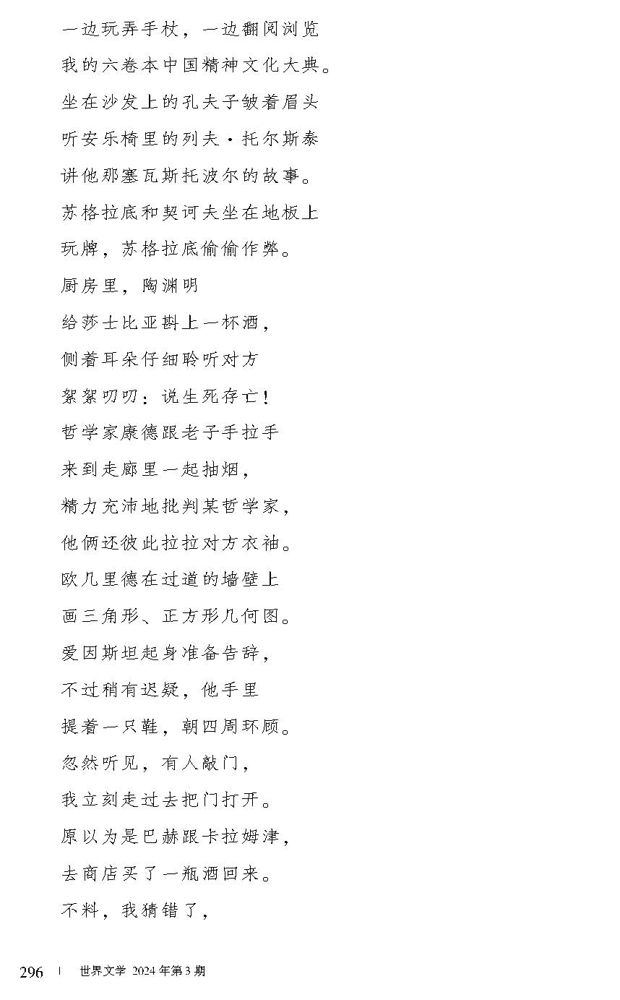 一边玩弄手杖，一边翻阅浏览
我的六卷本中国精神文化大典。
坐在沙发上的孔夫子皱着眉头
听安乐椅里的列夫·托尔斯泰
讲他那塞瓦斯托波尔的故事。
苏格拉底和契诃夫坐在地板上
玩牌，苏格拉底偷偷作弊。
厨房里，陶渊明
给莎士比亚斟上一杯酒，
侧着耳朵仔细聆听对方
絮絮叨叨：说生死存亡！
哲学家康德跟老子手拉手
来到走廊里一起抽烟，
精力充沛地批判某哲学家，
他俩还彼此拉拉对方衣袖。
欧几里德在过道的墙壁上
画三角形、正方形几何图。
爱因斯坦起身准备告辞，
不过稍有迟疑，他手里
提着一只鞋，朝四周环顾。
忽然听见，有人敲门，
我立刻走过去把门打开。
原以为是巴赫跟卡拉姆津，
去商店买了一瓶酒回来。
不料，我猜错了，
296 | 世界文学 2024 年第 3 期